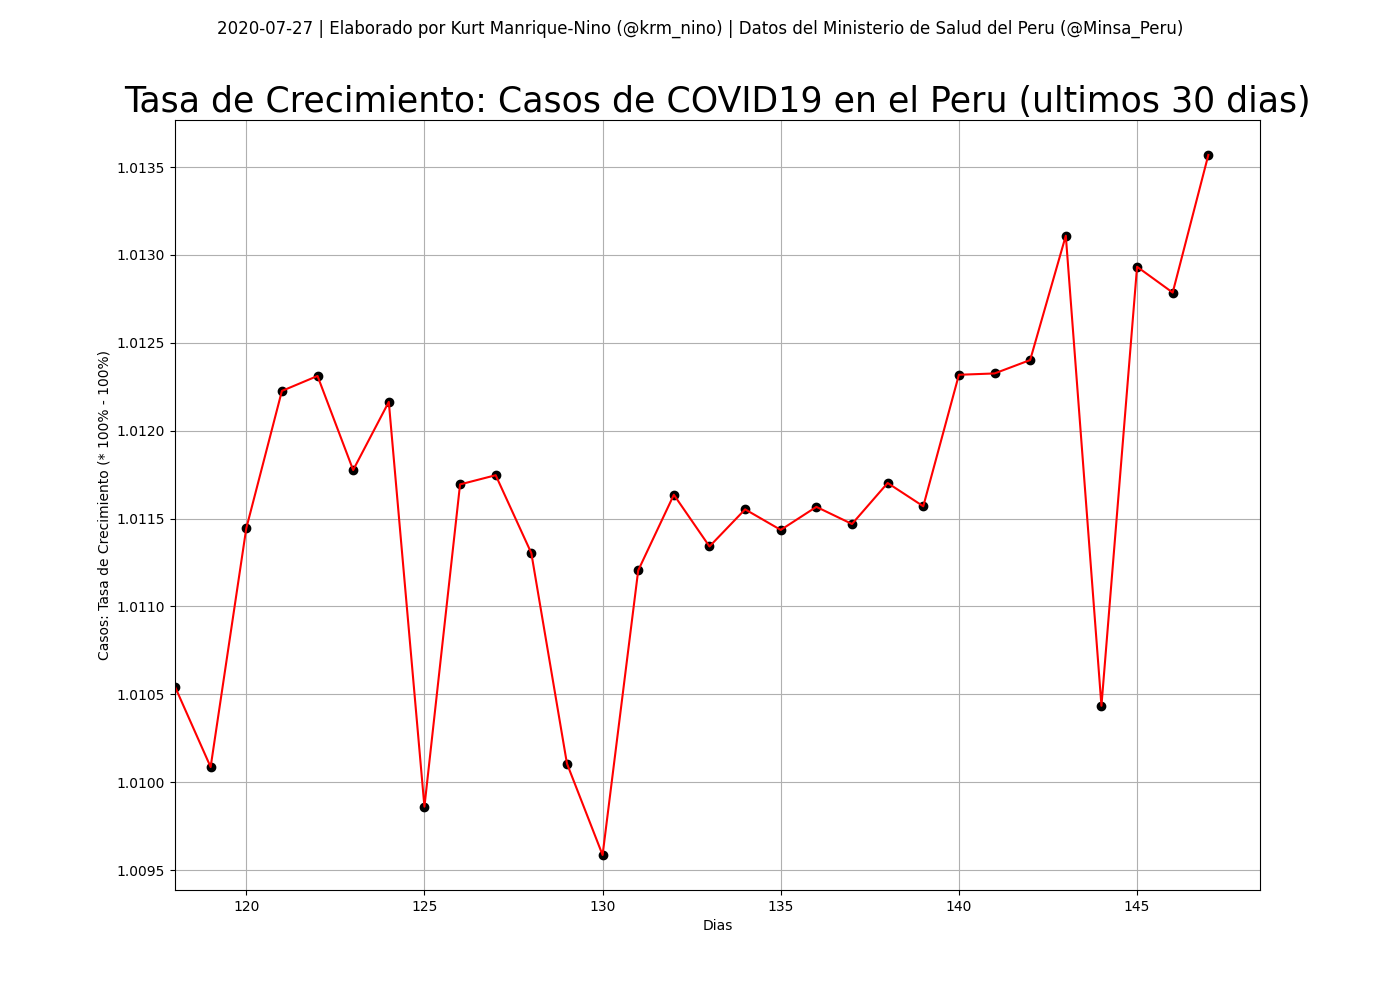 2020-07-27 | Elaborado por Kurt Manrique-Nino (@krm_nino) | Datos del Ministerio de Salud del Peru (@Minsa_Peru)
Tasa de Crecimiento: Casos de COVID19 en el Peru (ultimos 30 dias)
Casos: Tasa de Crecimiento (* 100% - 100%)
1.0135
1.0130
1.0125
1.0120
1.0115
1.0110
1.0105
1.0100
1.0095
120 125 130 135 140 145
Dias